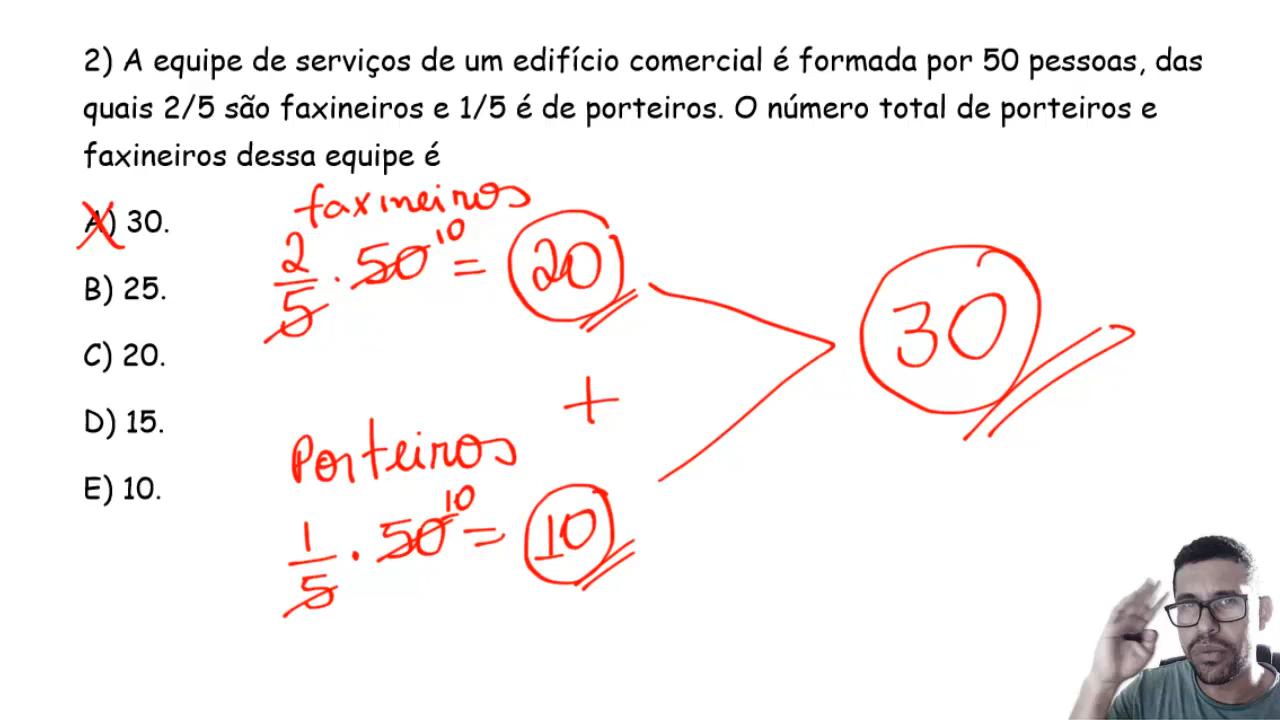 2) A equipe de serviços de um edifício comercial é formada por 50 pessoas, das
quais 2/5 são faxineiros e 1/5 é de porteiros. O número total de porteiros e
faxineiros dessa equipe é
A) 30.
B) 25.
C) 20.
D) 15.
E) 10.
faxineiros
2/5 . 50 10 = 20
+
Porteiros
1/5 . 50 10 = 10
30